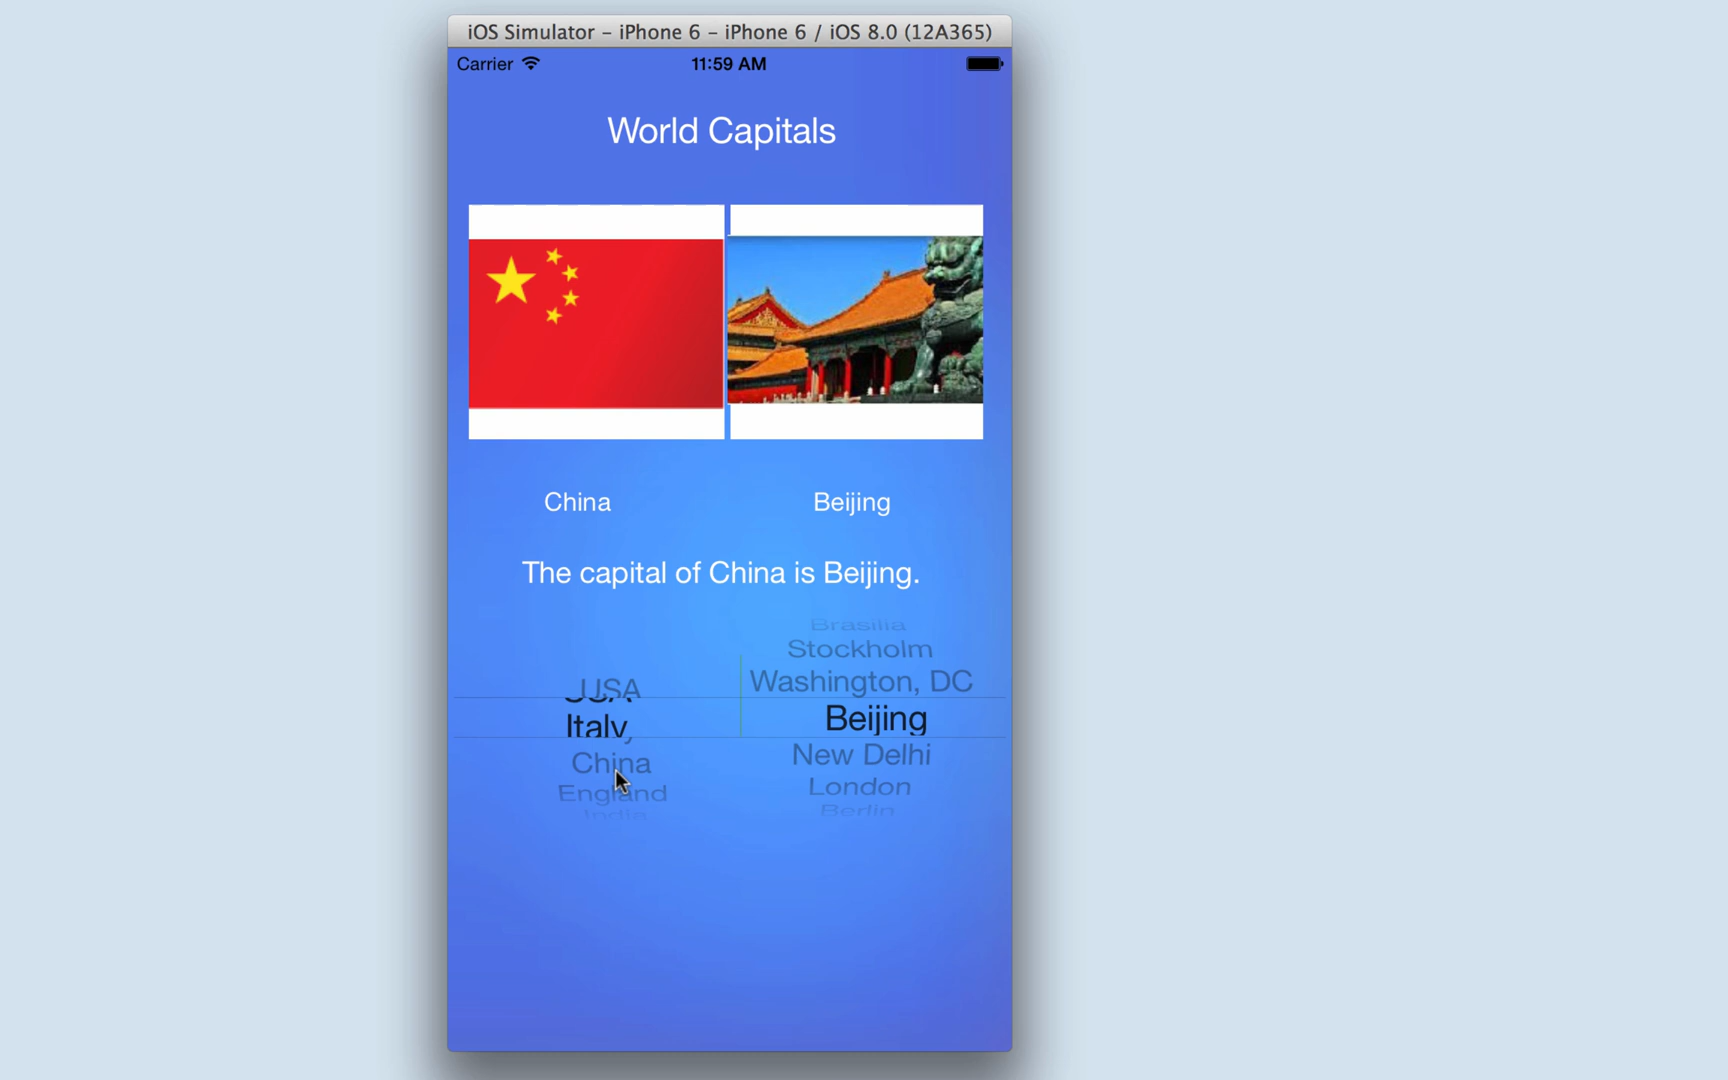 iOS Simulator – iPhone 6 – iPhone 6 / iOS 8.0 (12A365)
Carrier 11:59 AM
World Capitals
China Beijing
The capital of China is Beijing.
Brasilia
Stockholm
USA Washington, DC
Italy Beijing
China New Delhi
England London
India Berlin